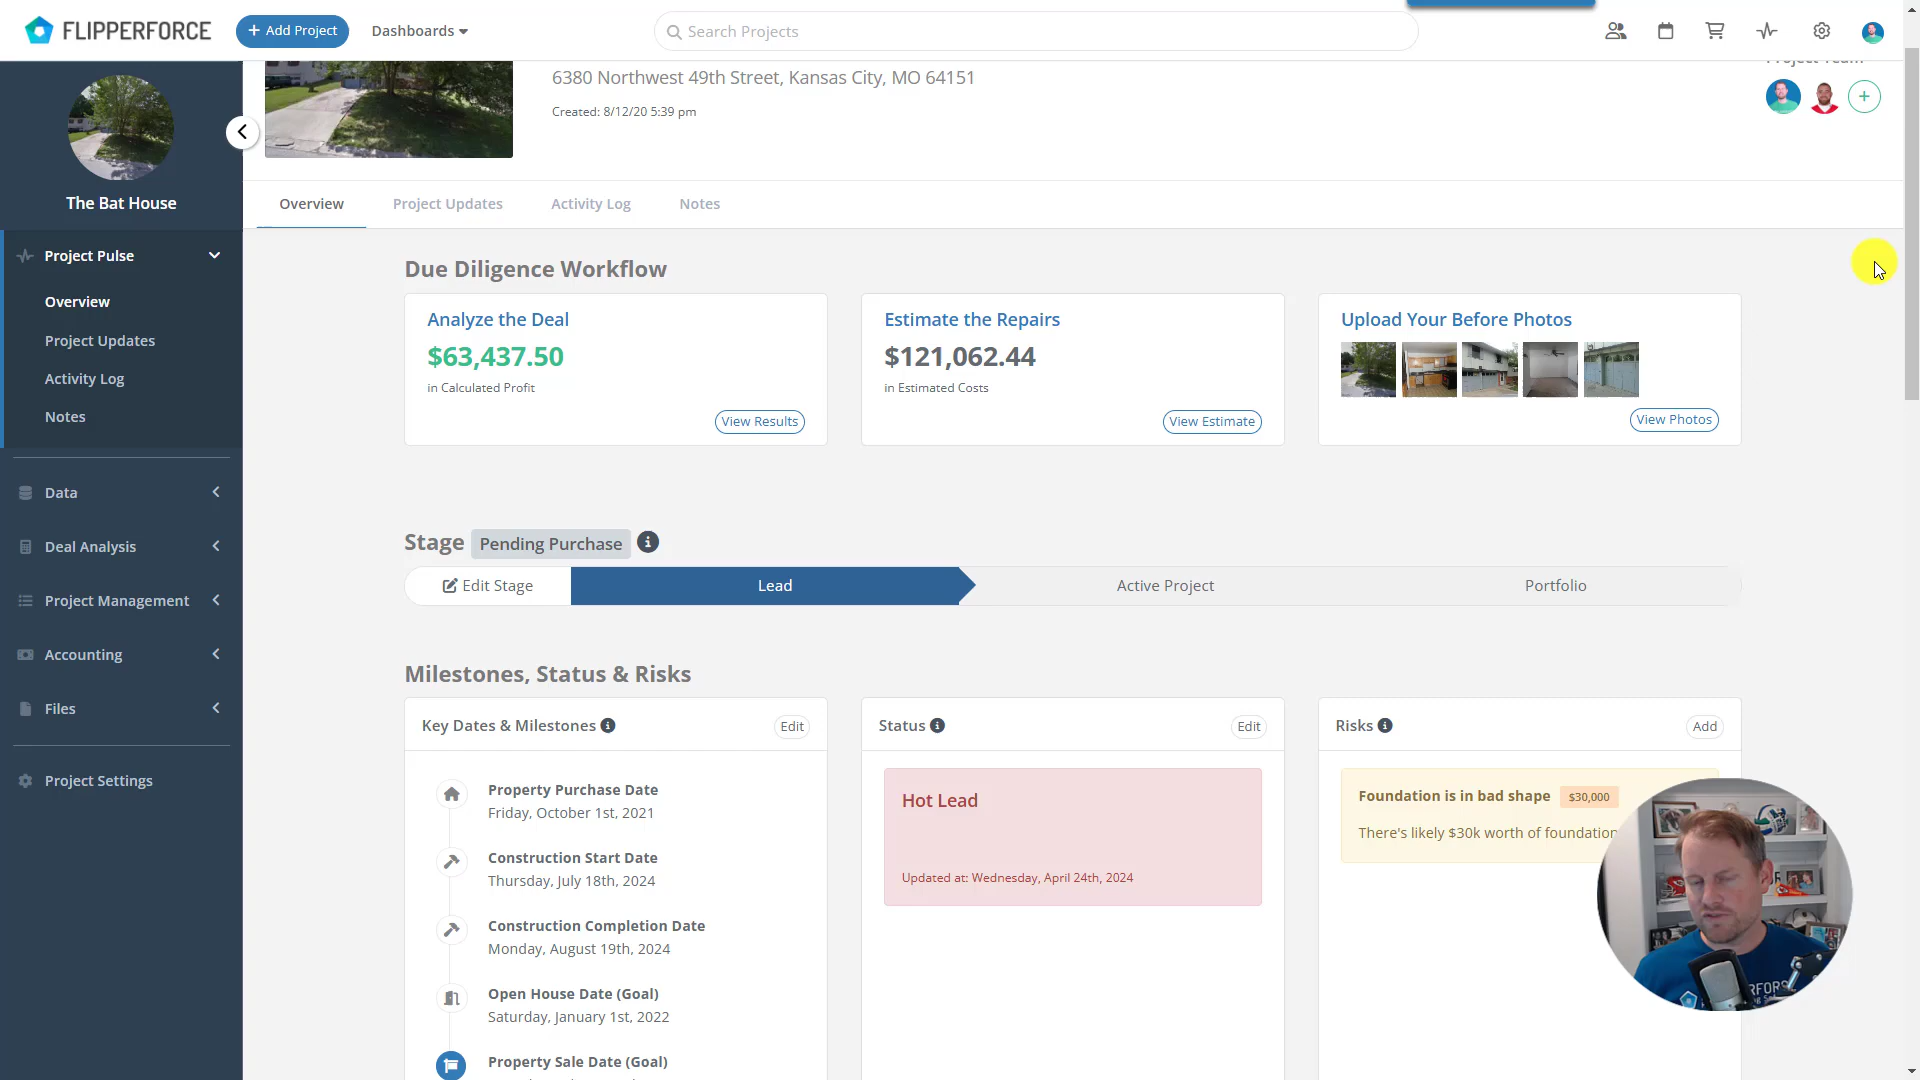 FLIPPERFORCE
+ Add Project
Dashboards
Search Projects
6380 Northwest 49th Street, Kansas City, MO 64151
Created: 8/12/20 5:39 pm
Project Team
The Bat House
Overview
Project Updates
Activity Log
Notes
Project Pulse
Overview
Project Updates
Activity Log
Notes
Data
Deal Analysis
Project Management
Accounting
Files
Project Settings
Due Diligence Workflow
Analyze the Deal
$63,437.50
in Calculated Profit
View Results
Estimate the Repairs
$121,062.44
in Estimated Costs
View Estimate
Upload Your Before Photos
View Photos
Stage Pending Purchase
Edit Stage
Lead
Active Project
Portfolio
Milestones, Status & Risks
Key Dates & Milestones
Edit
Property Purchase Date
Friday, October 1st, 2021
Construction Start Date
Thursday, July 18th, 2024
Construction Completion Date
Monday, August 19th, 2024
Open House Date (Goal)
Saturday, January 1st, 2022
Property Sale Date (Goal)
Status
Edit
Hot Lead
Updated at: Wednesday, April 24th, 2024
Risks
Add
Foundation is in bad shape $30,000
There's likely $30k worth of foundation